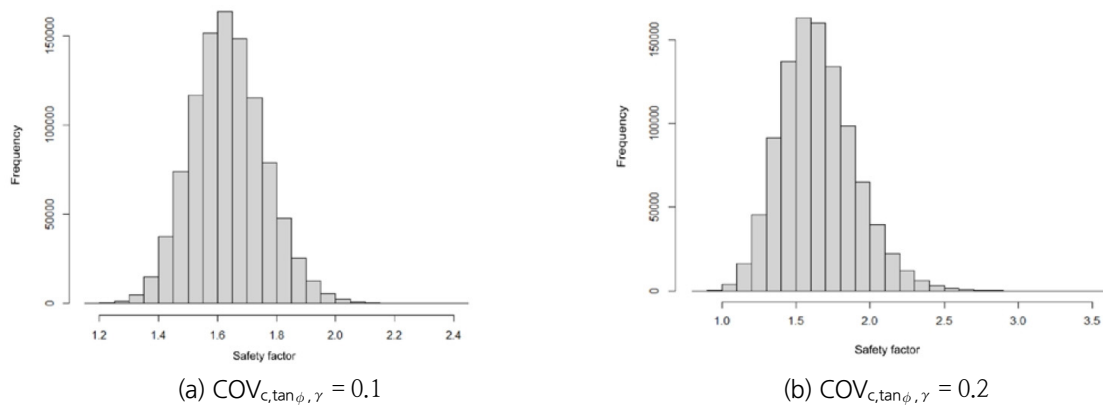 Frequency
150000
100000
50000
0
1.2 1.4 1.6 1.8 2.0 2.2 2.4
Safety factor
(a) COVc,tanϕ, γ = 0.1
Frequency
150000
100000
50000
0
1.0 1.5 2.0 2.5 3.0 3.5
Safety factor
(b) COVc,tanϕ, γ = 0.2